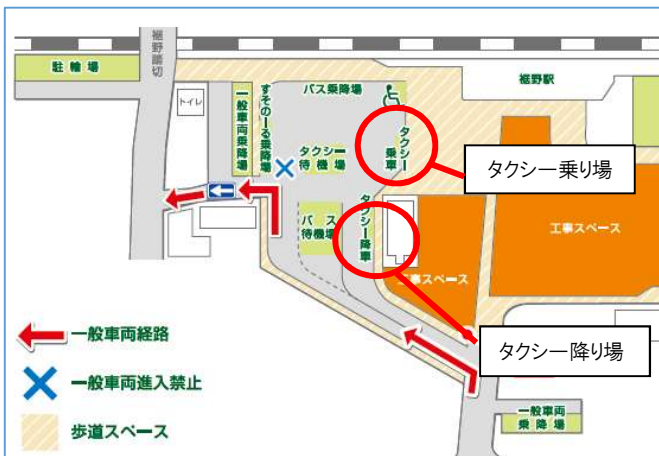 裾野踏切
駐輪場
トイレ
一般車両乗降場
すそのーる乗降場
バス乗降場
裾野駅
タクシー
待機場
タクシー
乗車
タクシー乗り場
バス
待機場
タクシー降車
工事スペース
工事スペース
タクシー降り場
一般車両経路
一般車両進入禁止
歩道スペース
一般車両
乗降場